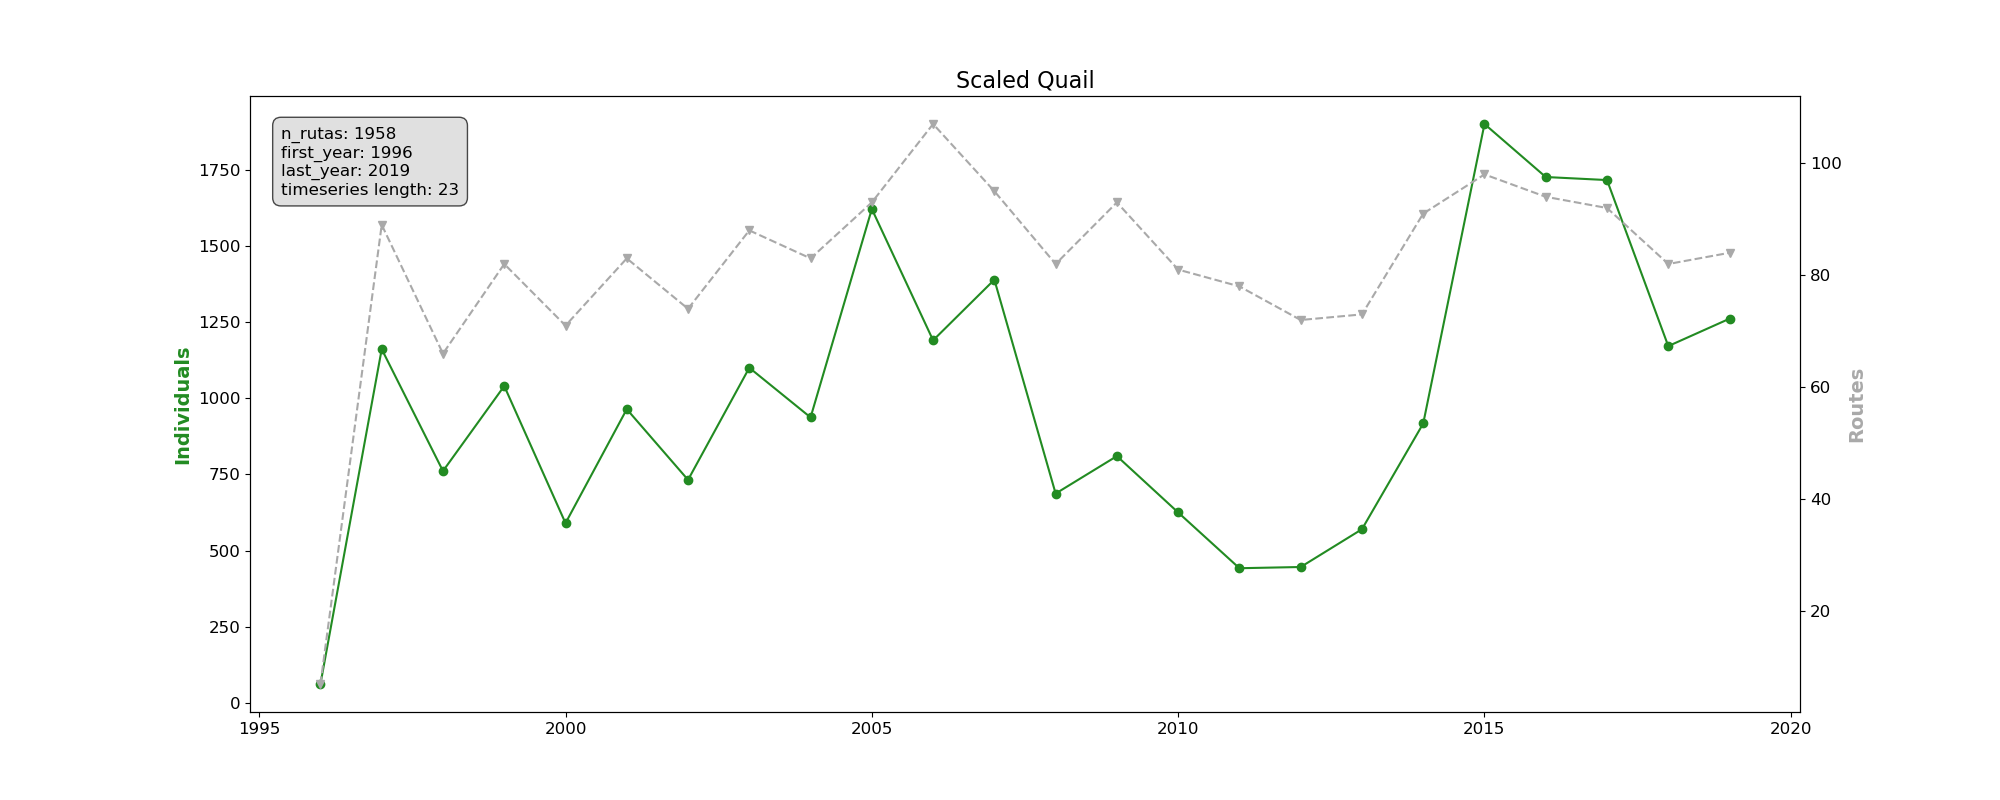 Scaled Quail
n_rutas: 1958
first_year: 1996
last_year: 2019
timeseries length: 23
Individuals
1750
1500
1250
1000
750
500
250
0
100
80
60
40
20
Routes
1995 2000 2005 2010 2015 2020